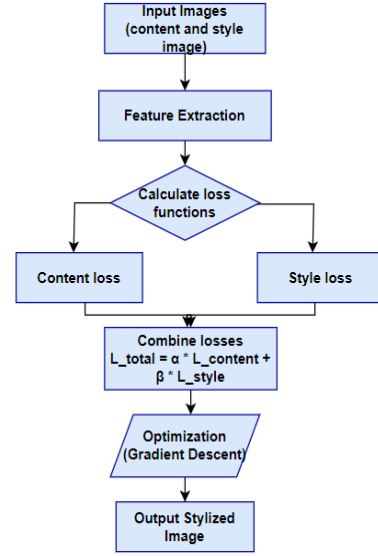 Input Images
(content and style
image)
Feature Extraction
Calculate loss
functions
Content loss
Style loss
Combine losses
L_total = α * L_content +
β * L_style
Optimization
(Gradient Descent)
Output Stylized
Image